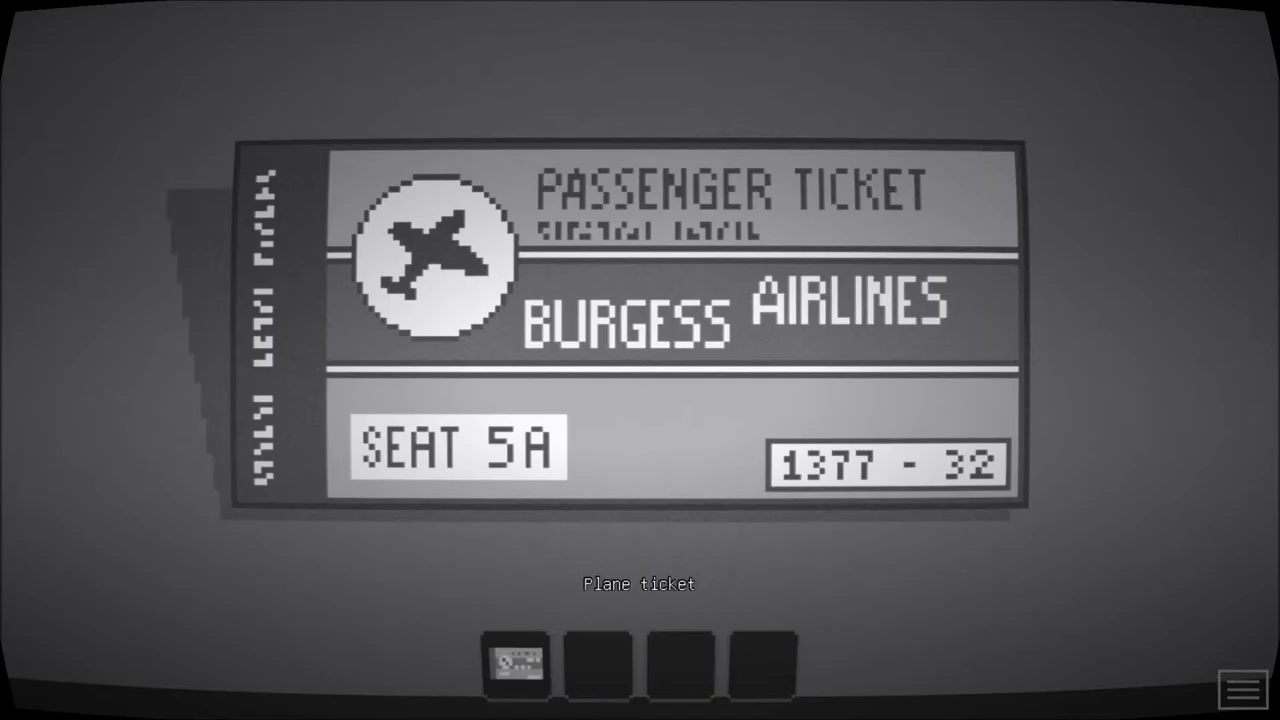 PASSENGER TICKET
BURGESS AIRLINES
SEAT 5A
1377 - 32
Plane ticket